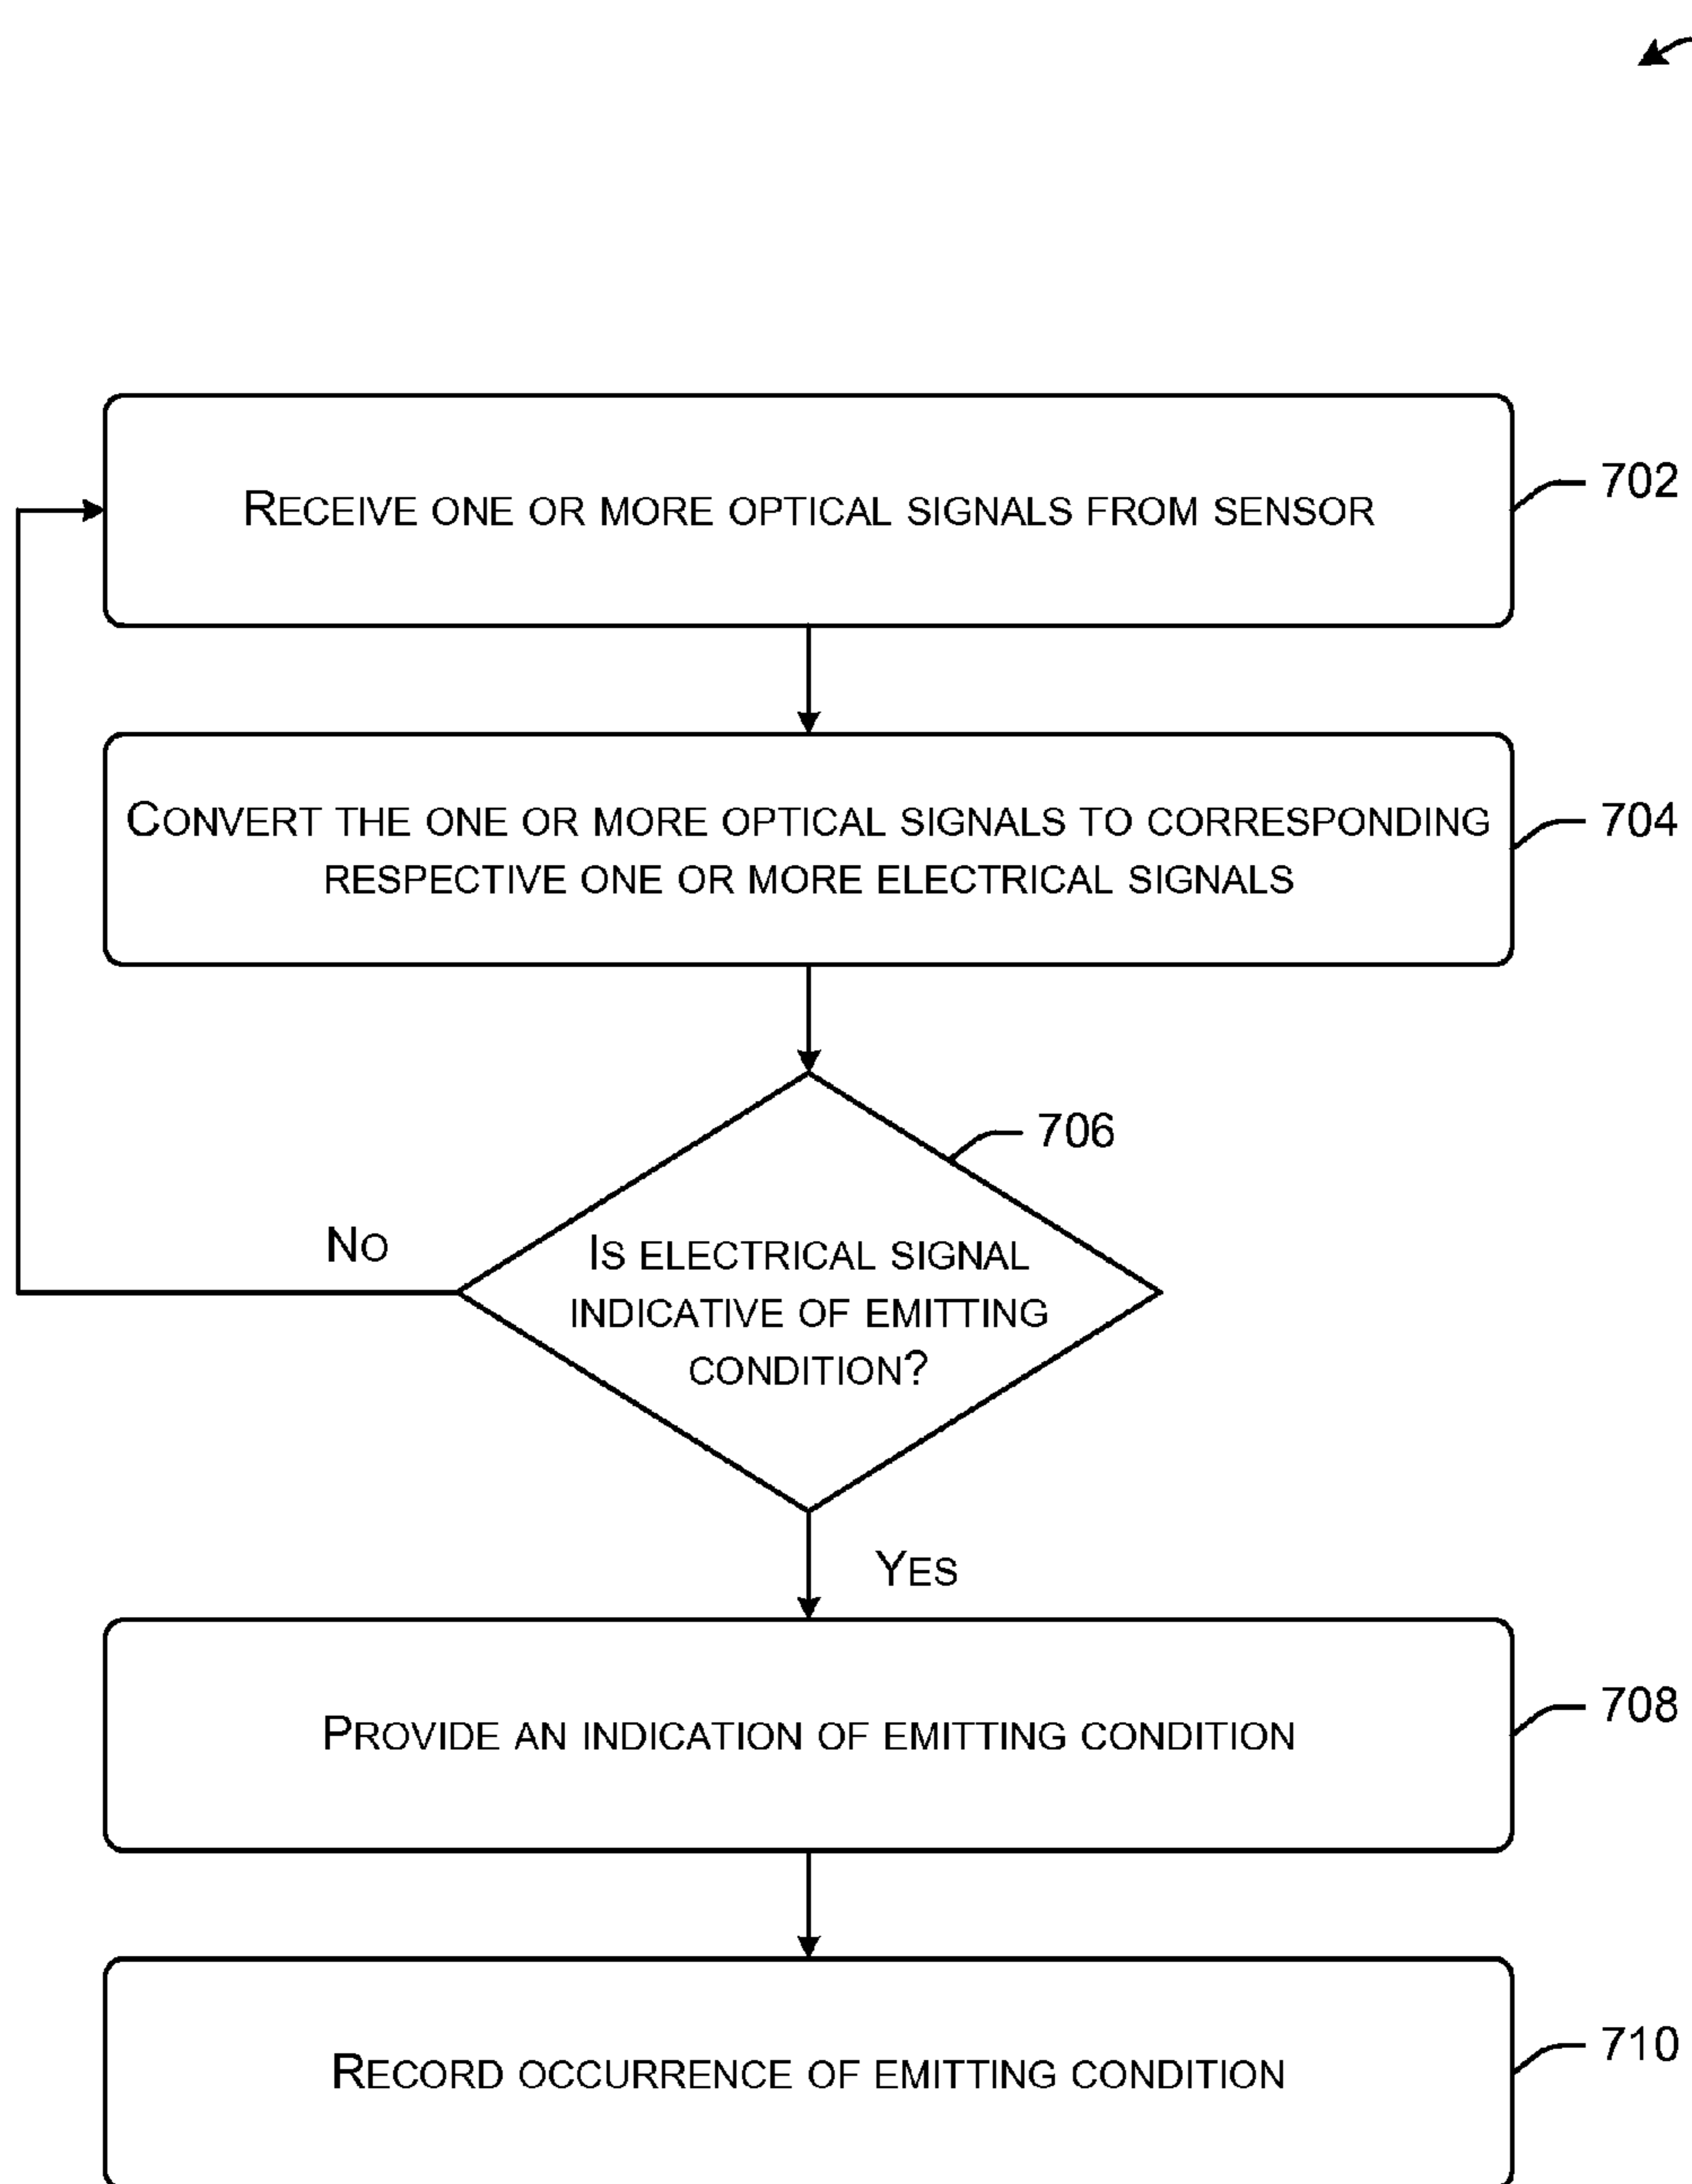 Receive one or more optical signals from sensor
702
Convert the one or more optical signals to corresponding
respective one or more electrical signals
704
706
Is electrical signal
indicative of emitting
condition?
No
Yes
Provide an indication of emitting condition
708
Record occurrence of emitting condition
710